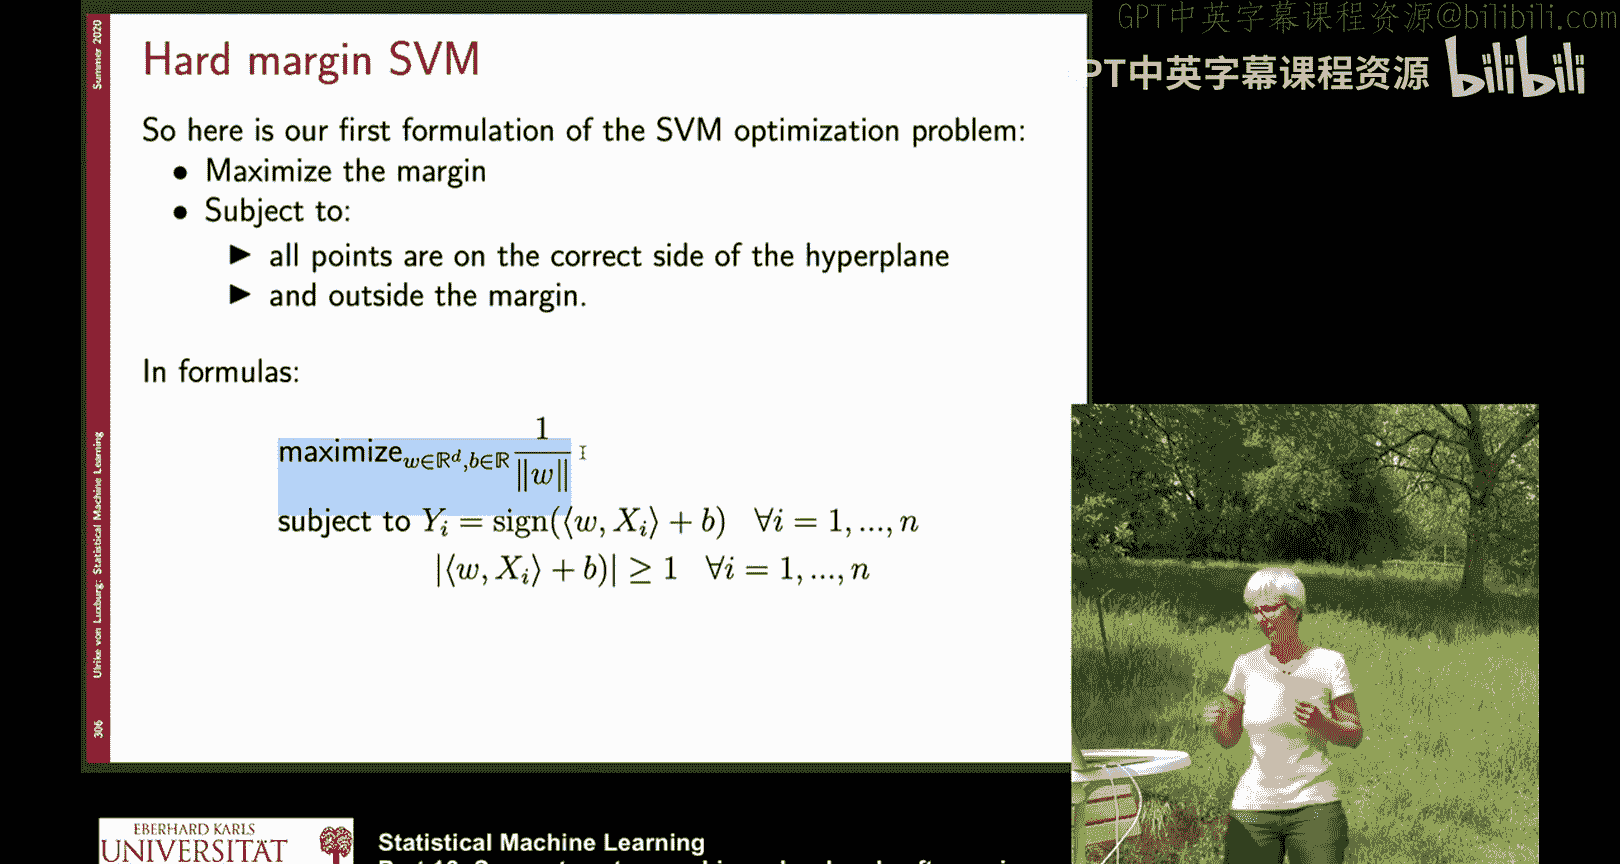 GPT中英字幕课程资源@bilibili.com
PT中英字幕课程资源 bilibili
Summer 2020
Hard margin SVM
So here is our first formulation of the SVM optimization problem:
• Maximize the margin
• Subject to:
▶ all points are on the correct side of the hyperplane
▶ and outside the margin.
In formulas:
maximize_{w∈ℝ^d,b∈ℝ} 1/‖w‖
subject to Y_i = sign(⟨w, X_i⟩ + b) ∀i = 1, ..., n
|⟨w, X_i⟩ + b)| ≥ 1 ∀i = 1, ..., n
Ulrike von Luxburg: Statistical Machine Learning
306
EBERHARD KARLS
UNIVERSITÄT
Statistical Machine Learning